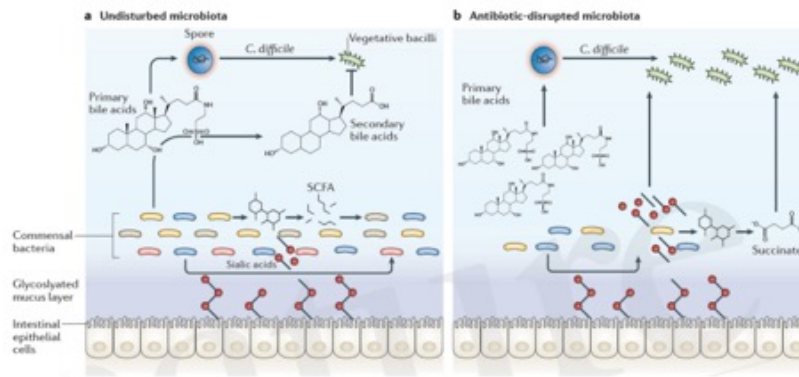 a Undisturbed microbiota
Spore
C. difficile
Vegetative bacilli
Primary
bile acids
Secondary
bile acids
SCFA
Commensal
bacteria
Sialic acids
Glycoslyated
mucus layer
Intestinal
epithelial
cells
b Antibiotic-disrupted microbiota
C. difficile
Primary
bile acids
Succinate